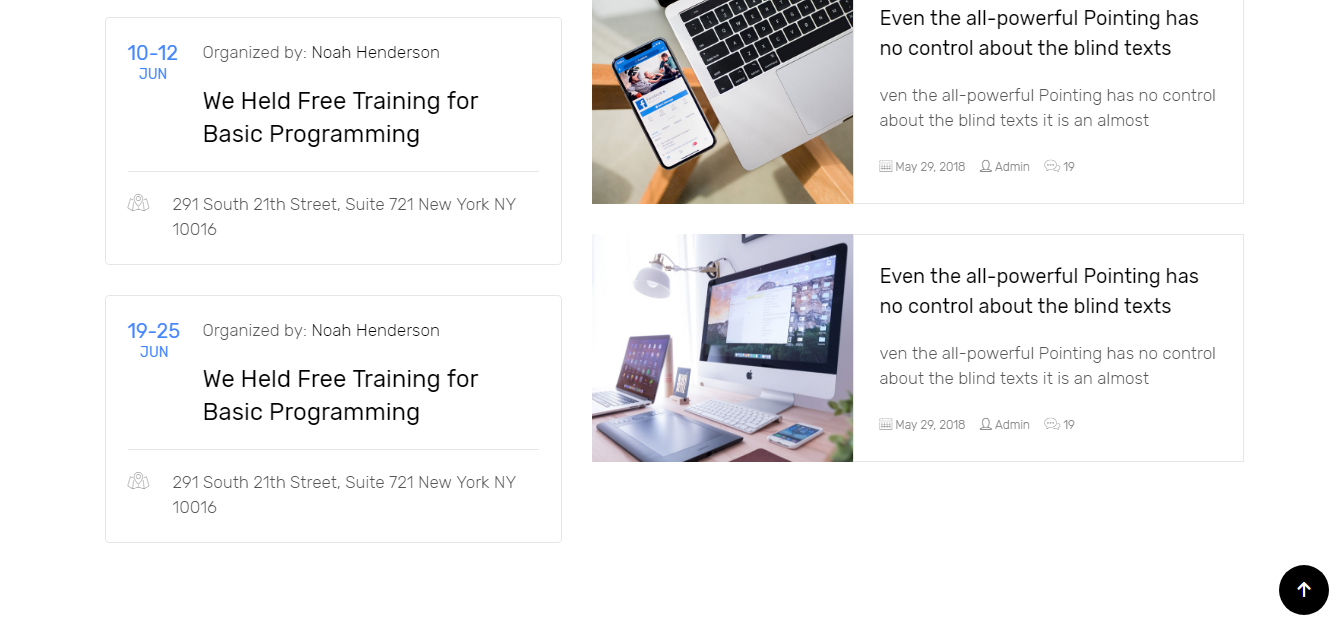 10-12
JUN
Organized by: Noah Henderson
We Held Free Training for
Basic Programming
291 South 21th Street, Suite 721 New York NY
10016
19-25
JUN
Organized by: Noah Henderson
We Held Free Training for
Basic Programming
291 South 21th Street, Suite 721 New York NY
10016
Even the all-powerful Pointing has
no control about the blind texts
ven the all-powerful Pointing has no control
about the blind texts it is an almost
May 29, 2018 Admin 19
Even the all-powerful Pointing has
no control about the blind texts
ven the all-powerful Pointing has no control
about the blind texts it is an almost
May 29, 2018 Admin 19